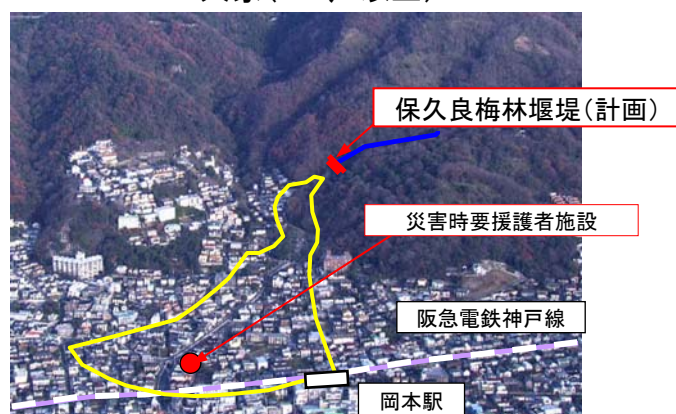 保久良梅林堰堤(計画)
災害時要援護者施設
阪急電鉄神戸線
岡本駅